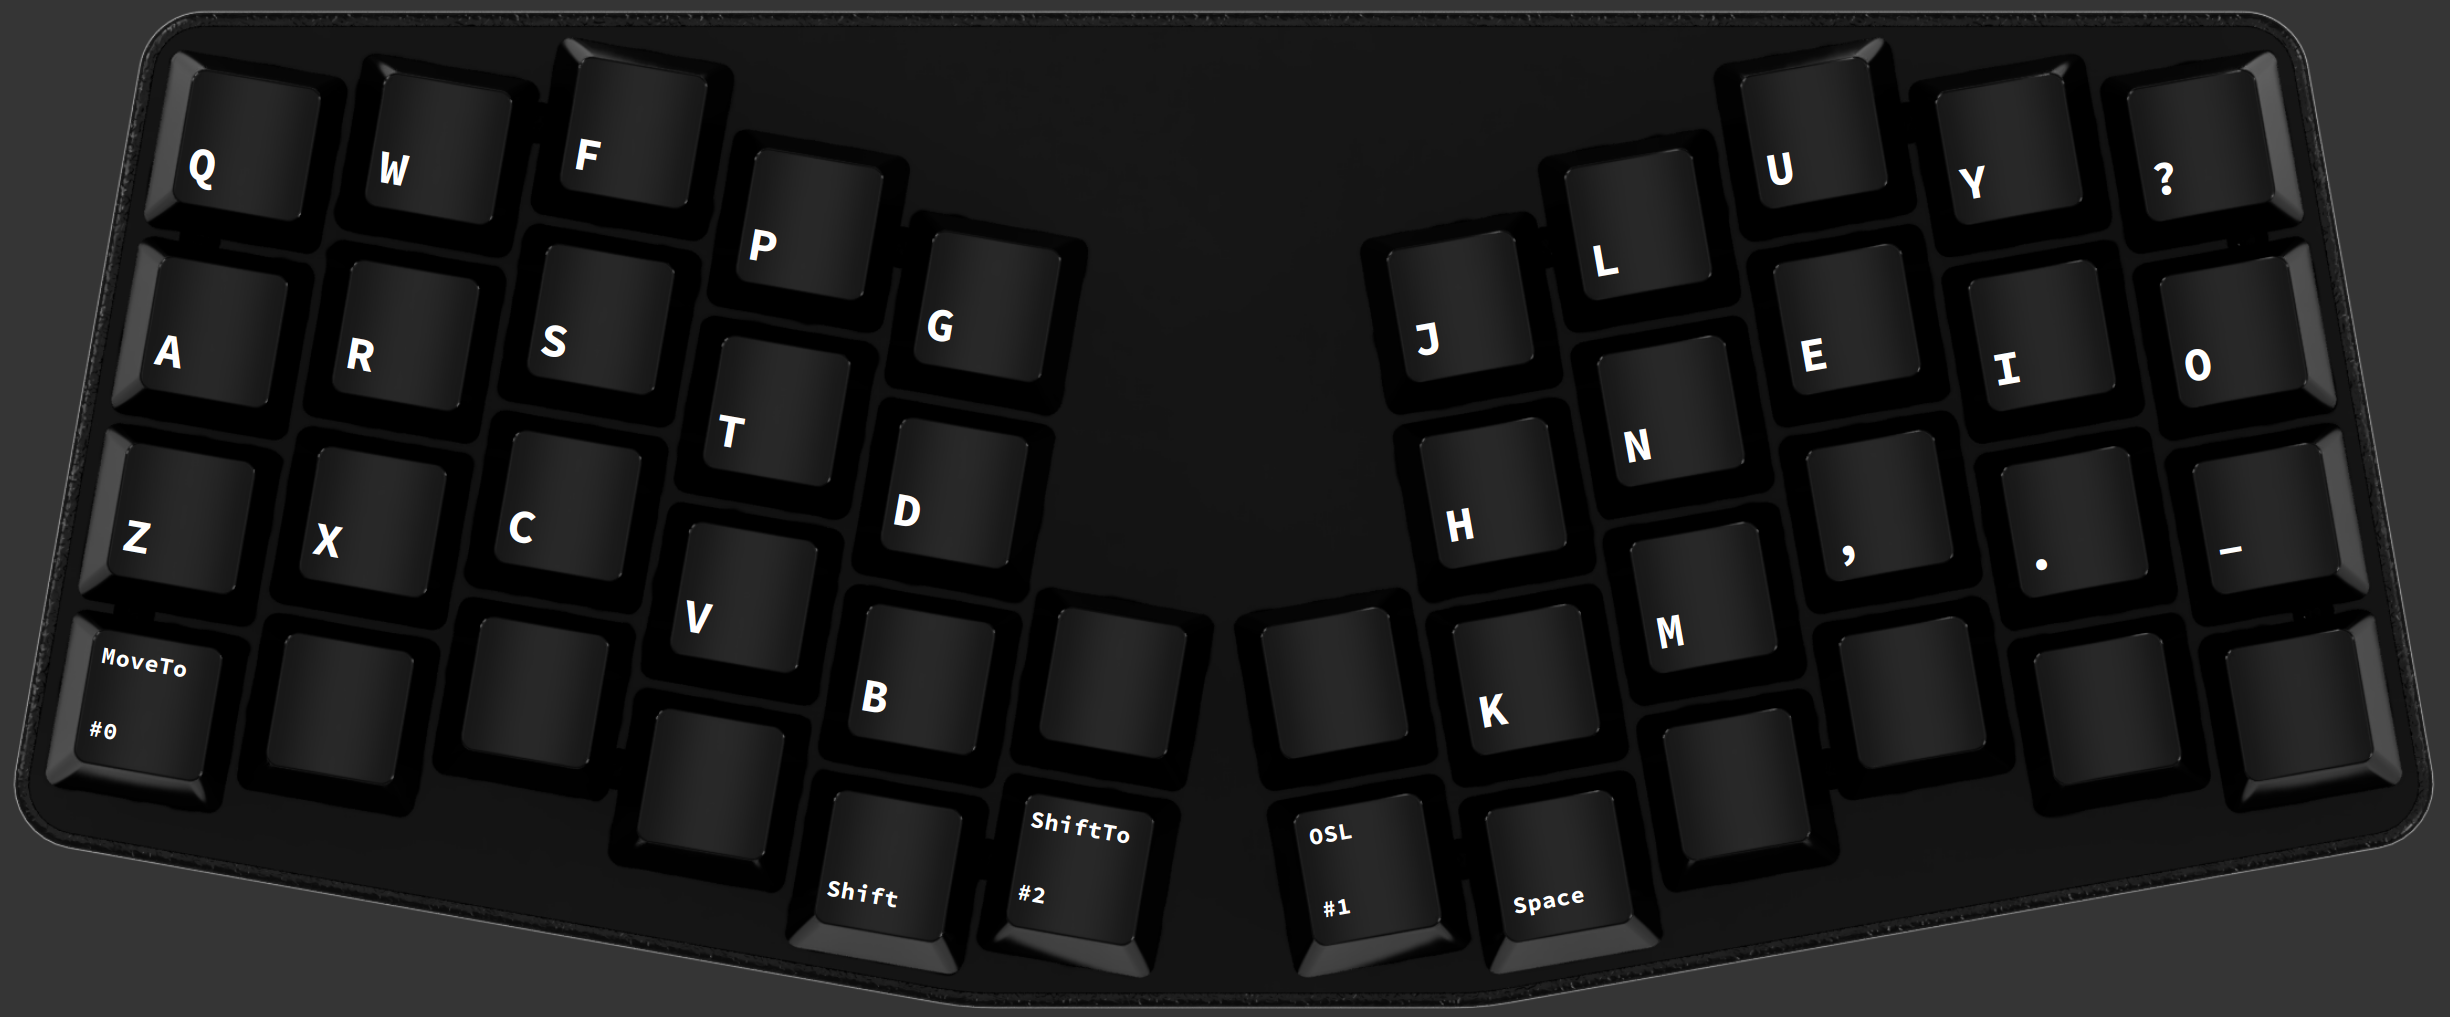 Q W F P G J L U Y ?
A R S T D H N E I O
Z X C V B K M , . –
MoveTo
#0
Shift
ShiftTo
#2
OSL
#1
Space